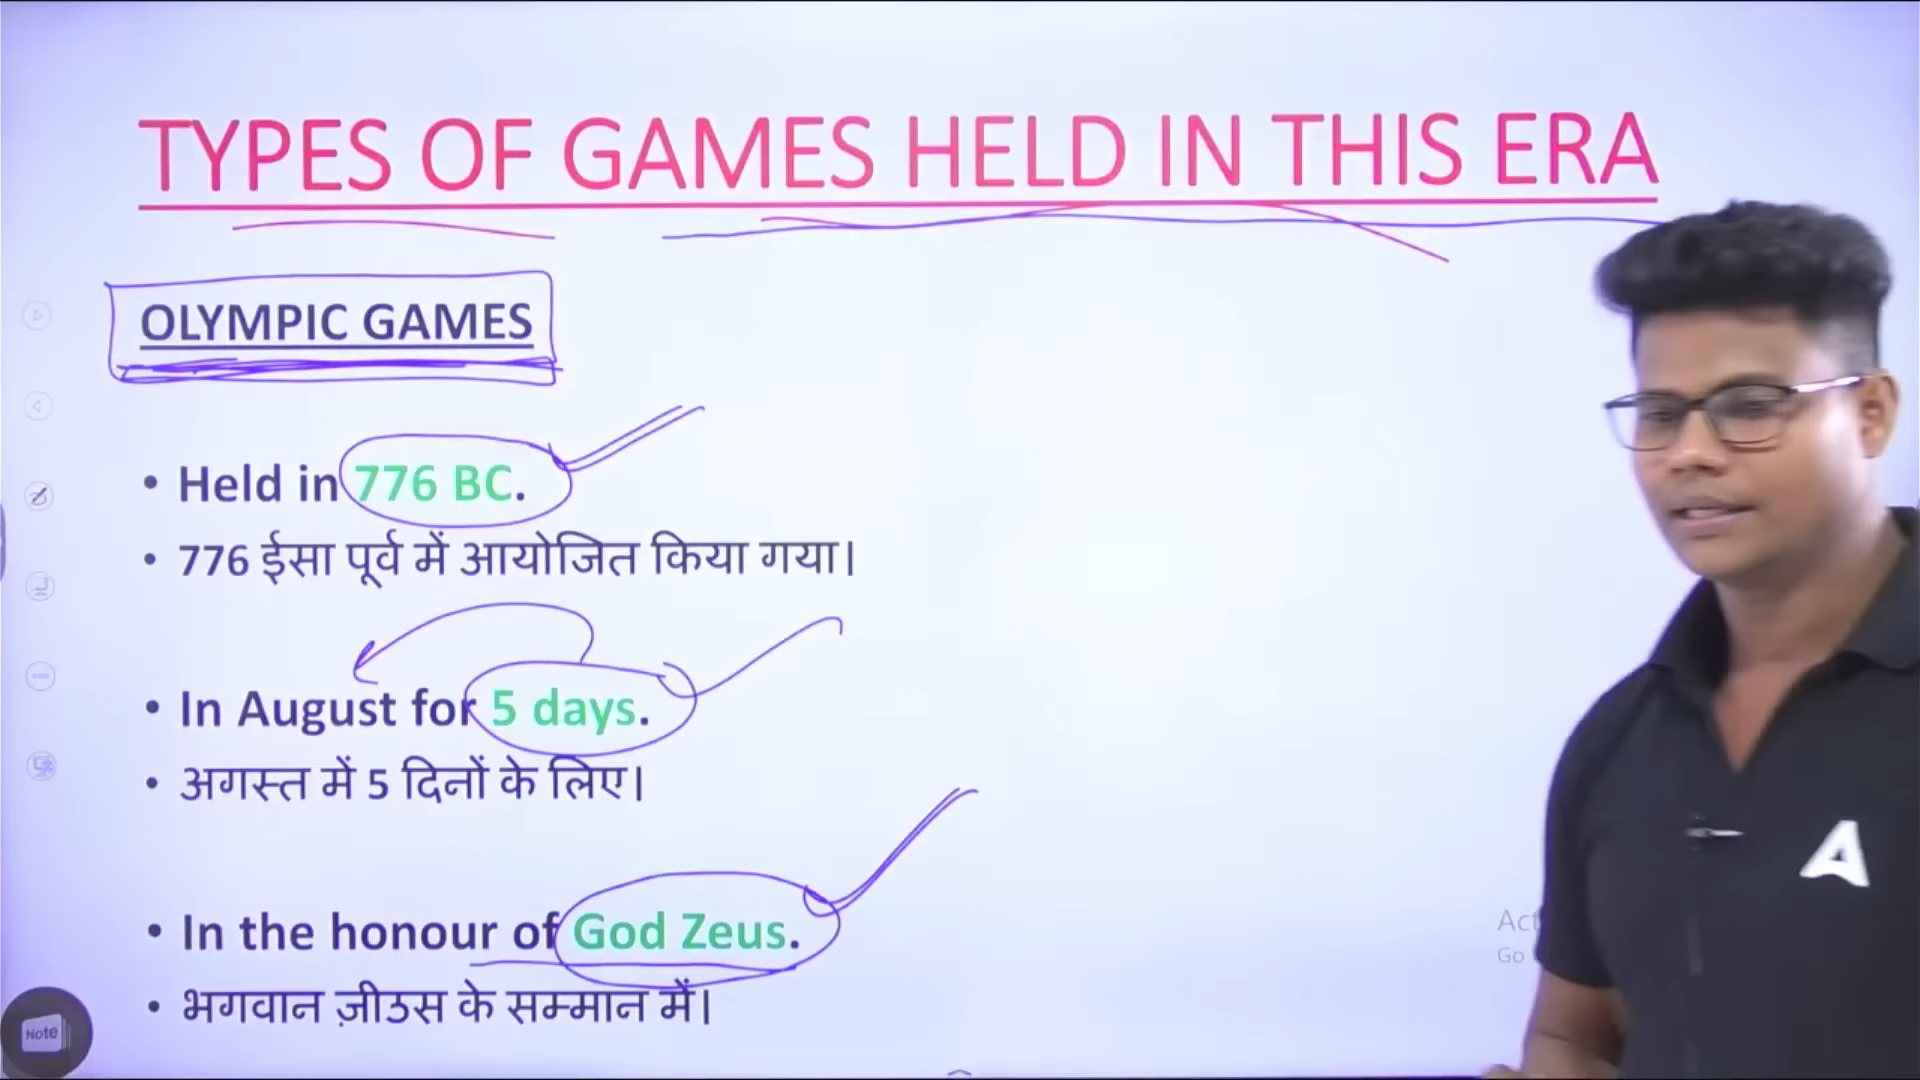 TYPES OF GAMES HELD IN THIS ERA
OLYMPIC GAMES
• Held in 776 BC.
• 776 ईसा पूर्व में आयोजित किया गया।
• In August for 5 days.
• अगस्त में 5 दिनों के लिए।
• In the honour of God Zeus.
• भगवान ज़ीउस के सम्मान में।
Go
Note